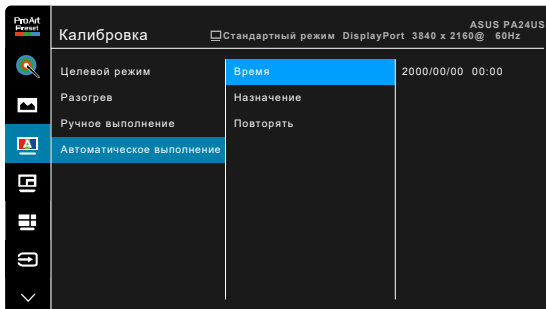 ProArt
Preset
ASUS PA24US
Калибровка
Стандартный режим DisplayPort 3840 x 2160@ 60Hz
Целевой режим
Время
2000/00/00 00:00
Разогрев
Назначение
Ручное выполнение
Повторять
A
Автоматическое выполнение